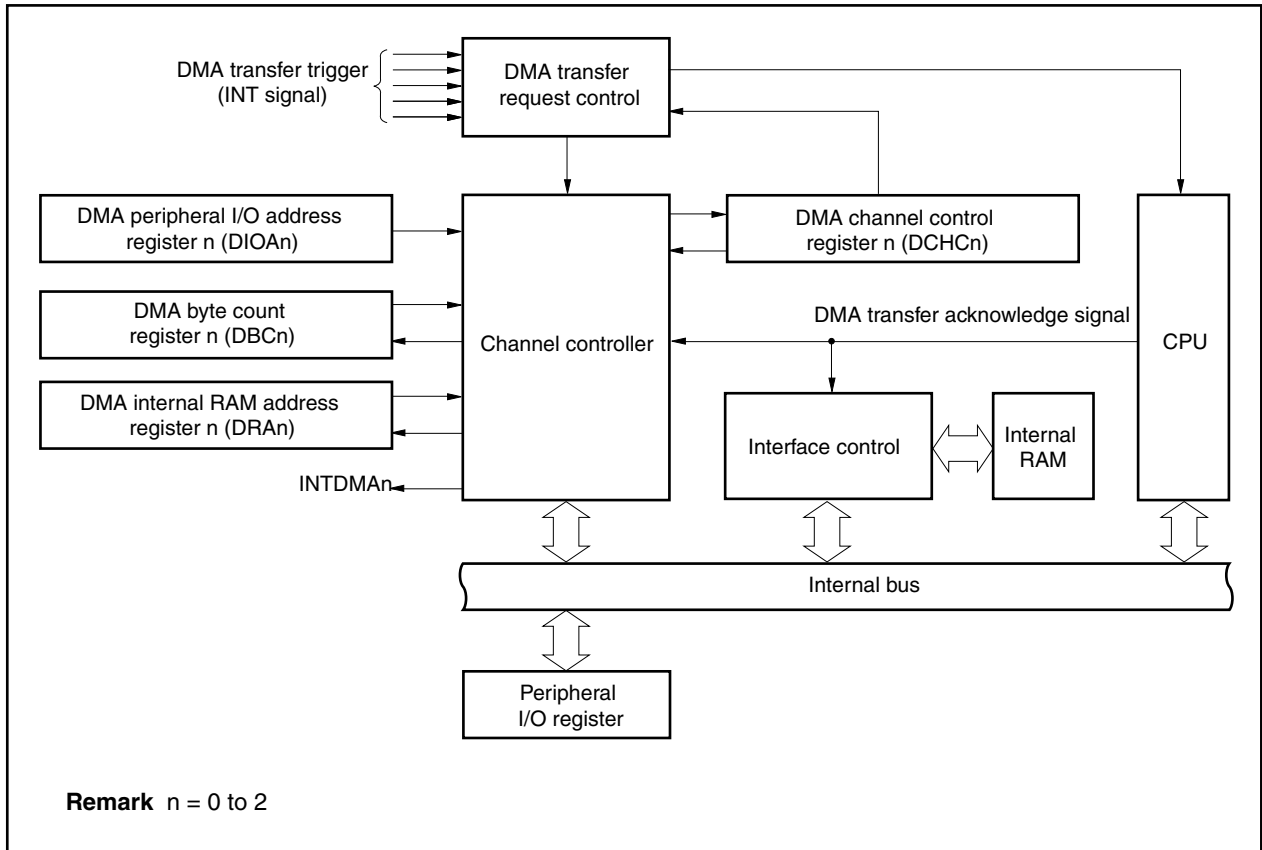 DMA transfer trigger
(INT signal)
DMA transfer
request control
DMA peripheral I/O address
register n (DIOAn)
DMA channel control
register n (DCHCn)
DMA byte count
register n (DBCn)
Channel controller
DMA transfer acknowledge signal
CPU
DMA internal RAM address
register n (DRAn)
Interface control
Internal
RAM
INTDMAn
Internal bus
Peripheral
I/O register
Remark n = 0 to 2